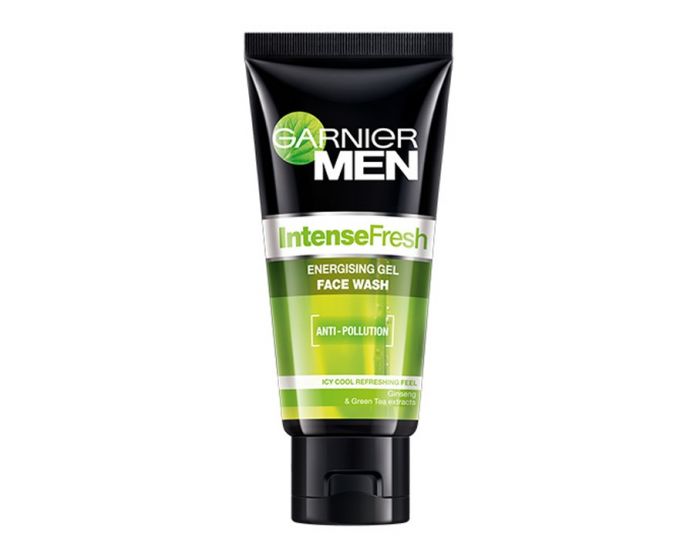 GARNIER
MEN
IntenseFresh
ENERGISING GEL
FACE WASH
ANTI-POLLUTION
ICY COOL REFRESHING FEEL
Ginseng
& Green Tea extracts